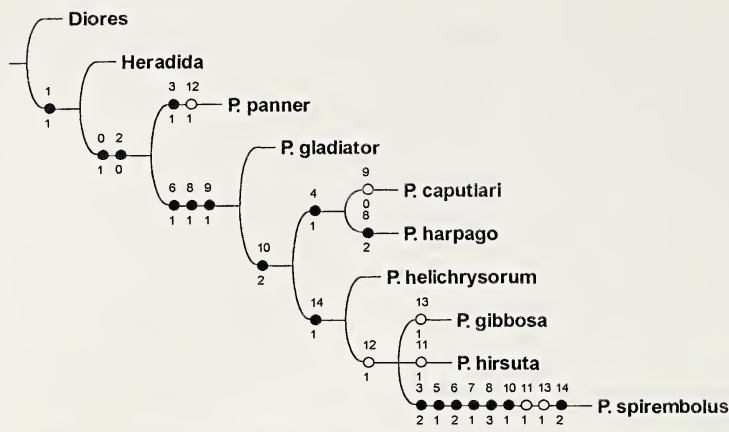 Diores
1
Heradida
1
3 12
P. panner
0 2
1 1
P. gladiator
1 0
9
6 8 9
4
P. caputlari
0
8
1 1 1
1
P. harpago
10
2
P. helichrysorum
2
14
13
P. gibbosa
1
12
11
1
P. hirsuta
1
1
3 5 6 7 8 10 11 13 14
P. spirembolus
2 1 2 1 3 1 1 1 2